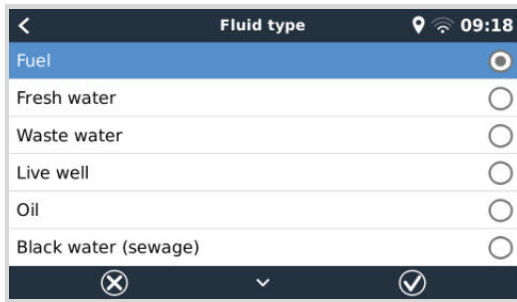 Fluid type 09:18
Fuel
Fresh water
Waste water
Live well
Oil
Black water (sewage)